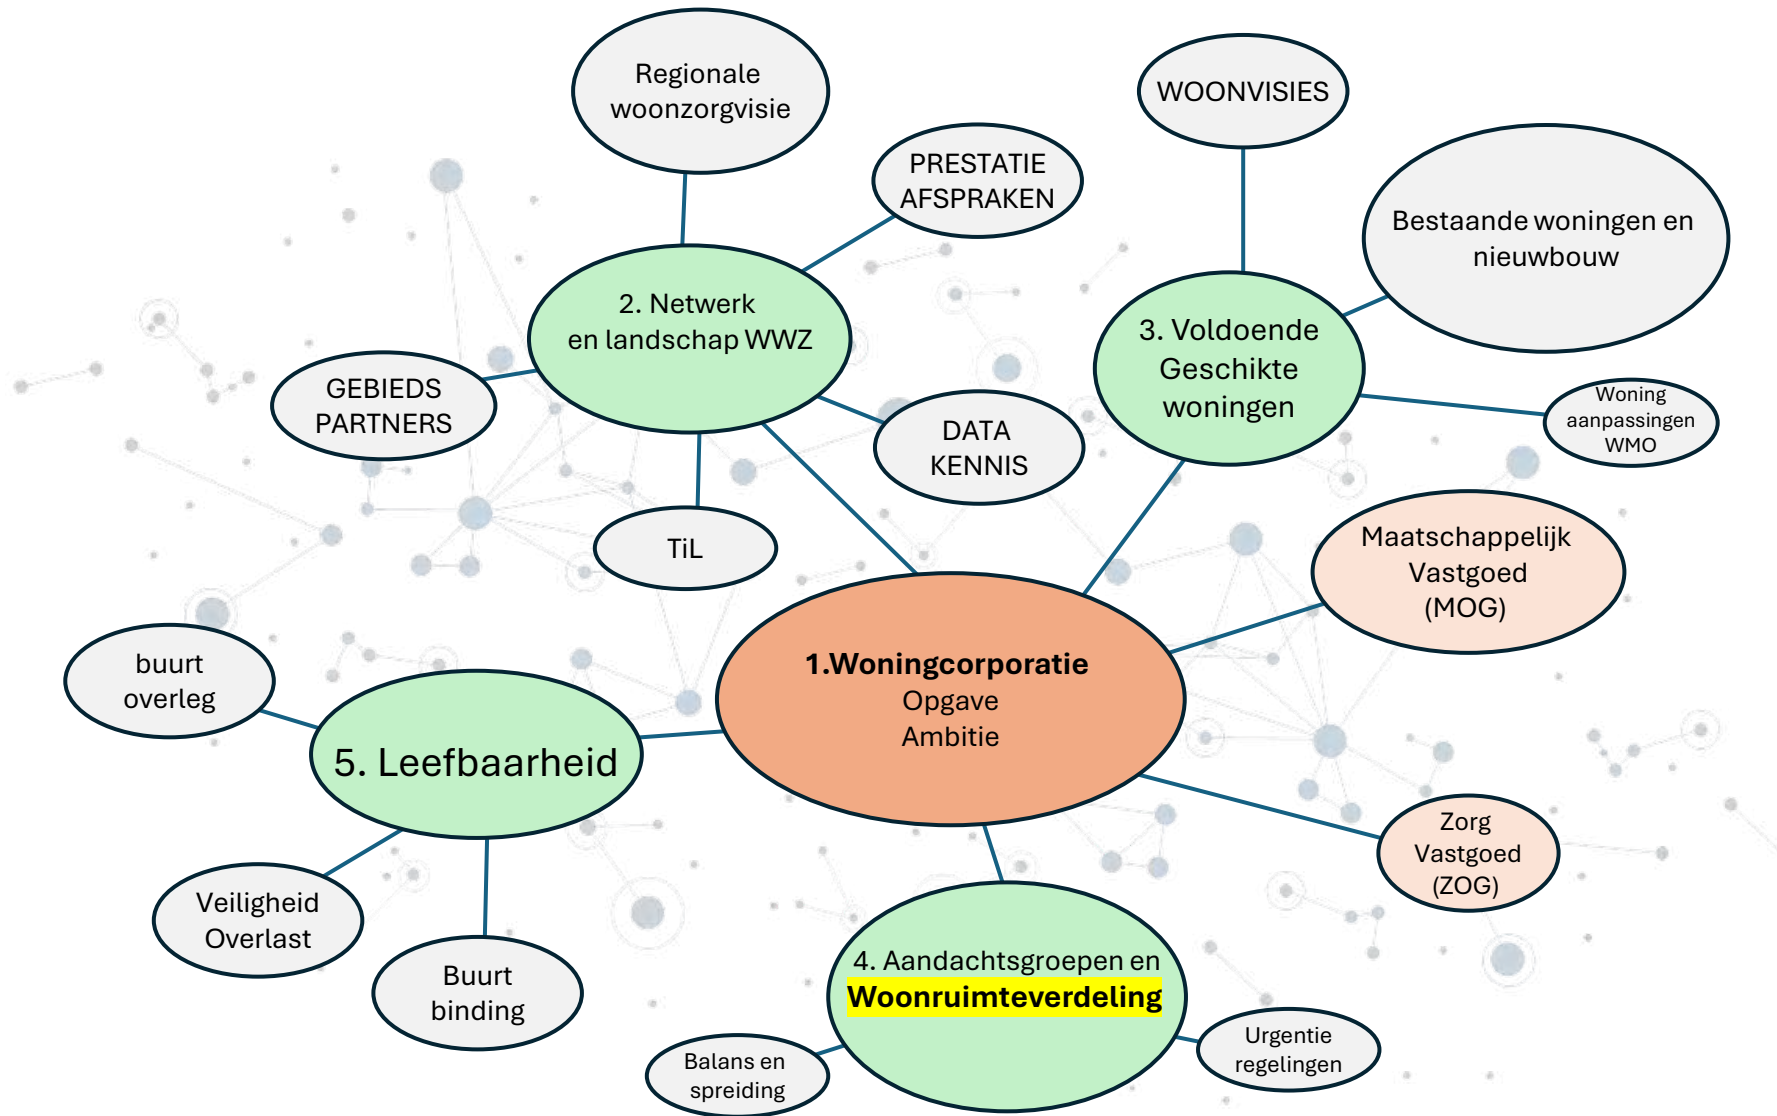 Regionale
woonzorgvisie
WOONVISIES
PRESTATIE
AFSPRAKEN
Bestaande woningen en
nieuwbouw
2. Netwerk
en landschap WWZ
3. Voldoende
Geschikte
woningen
GEBIEDS
PARTNERS
DATA
KENNIS
Woning
aanpassingen
WMO
TiL
Maatschappelijk
Vastgoed
(MOG)
buurt
overleg
1.Woningcorporatie
Opgave
Ambitie
5. Leefbaarheid
Zorg
Vastgoed
(ZOG)
Veiligheid
Overlast
Buurt
binding
4. Aandachtsgroepen en
Woonruimteverdeling
Balans en
spreiding
Urgentie
regelingen